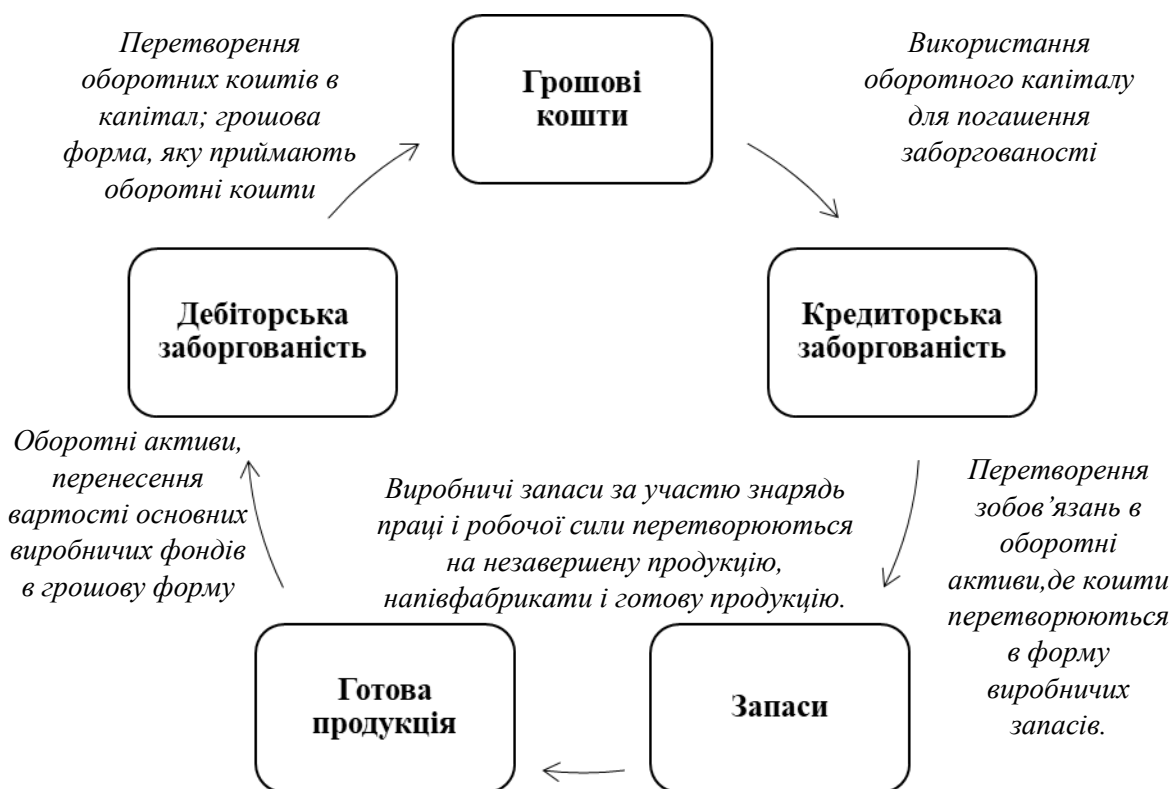 Перетворення
оборотних коштів в
капітал; грошова
форма, яку приймають
оборотні кошти
Грошові
кошти
Використання
оборотного капіталу
для погашення
заборгованості
Дебіторська
заборгованість
Кредиторська
заборгованість
Оборотні активи,
перенесення
вартості основних
виробничих фондів
в грошову форму
Виробничі запаси за участю знарядь
праці і робочої сили перетворюються
на незавершену продукцію,
напівфабрикати і готову продукцію.
Перетворення
зобов’язань в
оборотні
активи,де кошти
перетворюються
в форму
виробничих
запасів.
Готова
продукція
Запаси